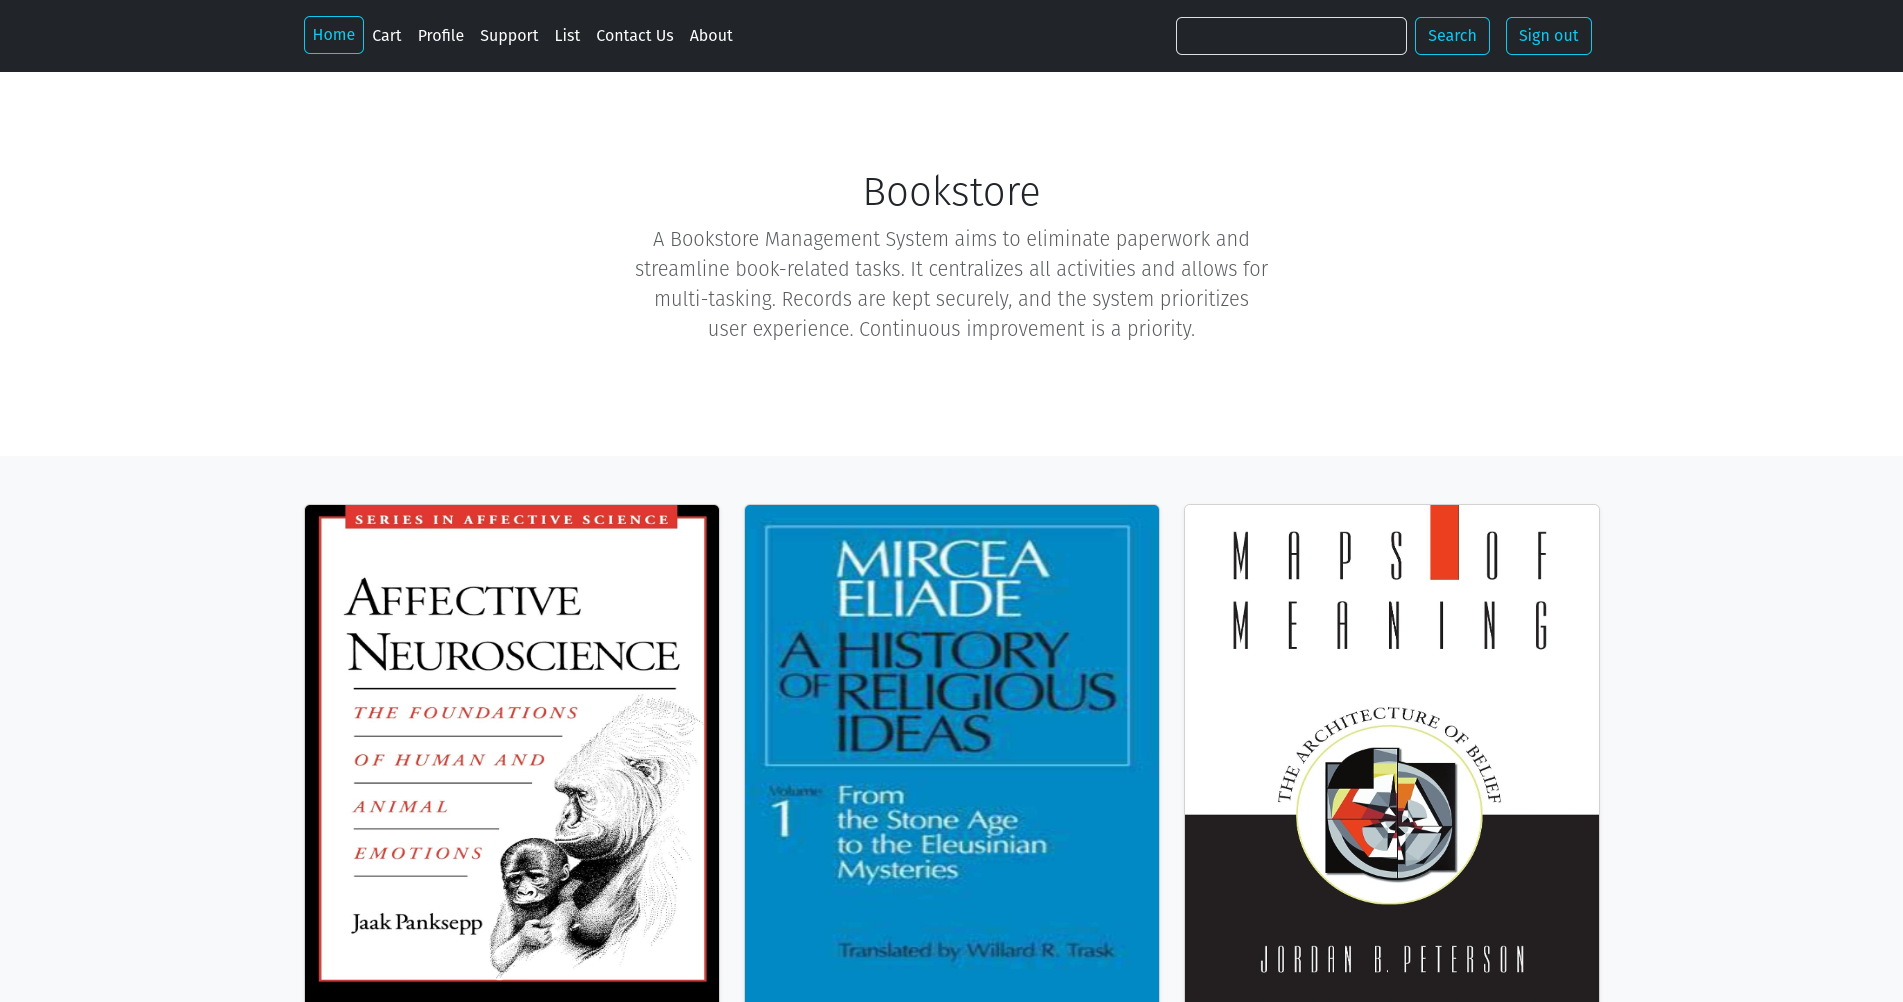 Home Cart Profile Support List Contact Us About Search Sign out
Bookstore
A Bookstore Management System aims to eliminate paperwork and
streamline book-related tasks. It centralizes all activities and allows for
multi-tasking. Records are kept securely, and the system prioritizes
user experience. Continuous improvement is a priority.
SERIES IN AFFECTIVE SCIENCE
AFFECTIVE
NEUROSCIENCE
THE FOUNDATIONS
OF HUMAN AND
ANIMAL
EMOTIONS
Jaak Panksepp
MIRCEA
ELIADE
A HISTORY
OF RELIGIOUS
IDEAS
Volume
1
From
the Stone Age
to the Eleusinian
Mysteries
Translated by Willard R. Trask
MAPS OF
MEANING
THE ARCHITECTURE OF BELIEF
JORDAN B. PETERSON